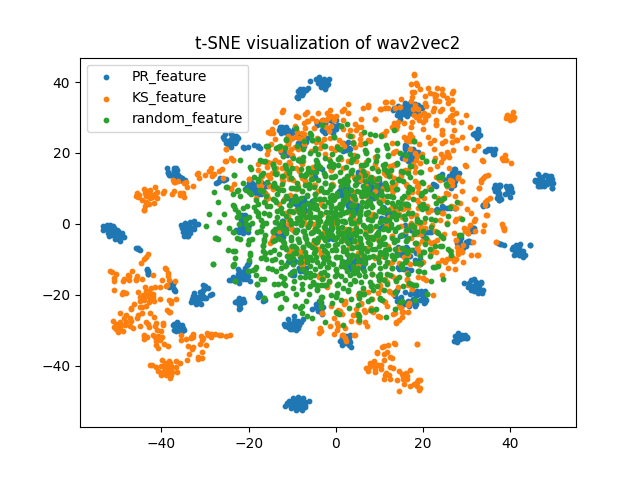 t-SNE visualization of wav2vec2
PR_feature
KS_feature
random_feature
40
20
0
−20
−40
−40 −20 0 20 40